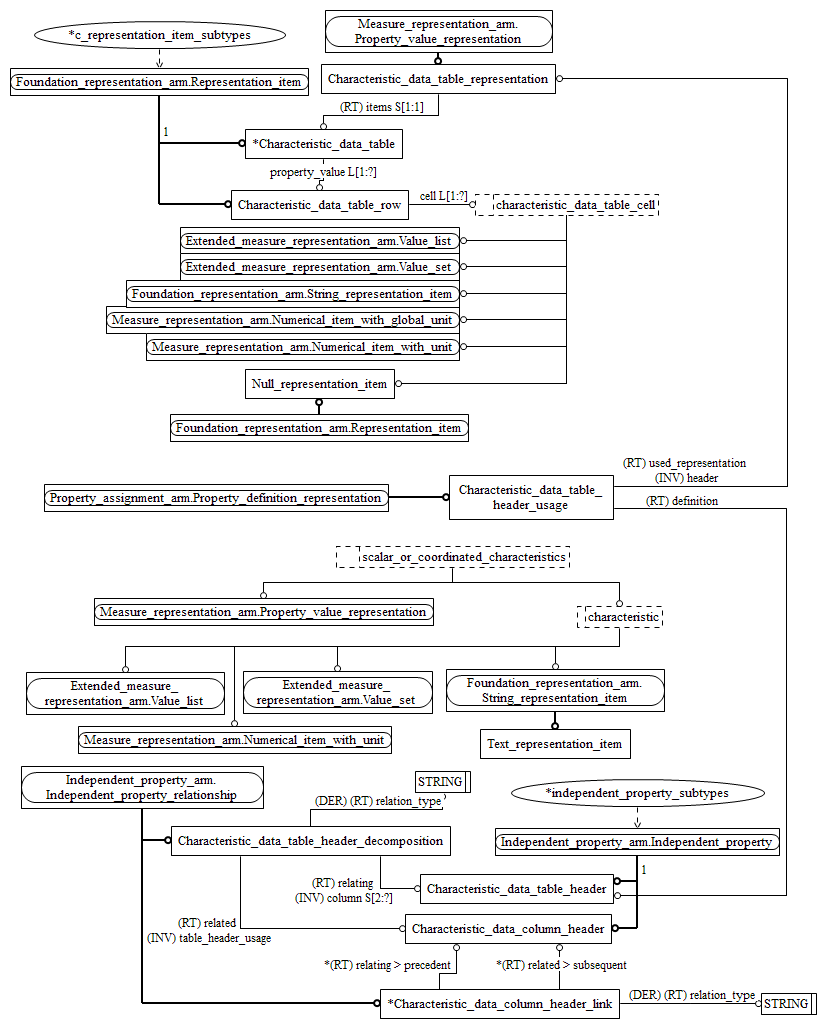 *c_representation_item_subtypes
Measure_representation_arm.
Property_value_representation
Foundation_representation_arm.Representation_item
Characteristic_data_table_representation
(RT) items S[1:1]
1
*Characteristic_data_table
property_value L[1:?]
Characteristic_data_table_row
cell L[1:?]
characteristic_data_table_cell
Extended_measure_representation_arm.Value_list
Extended_measure_representation_arm.Value_set
Foundation_representation_arm.String_representation_item
Measure_representation_arm.Numerical_item_with_global_unit
Measure_representation_arm.Numerical_item_with_unit
Null_representation_item
Foundation_representation_arm.Representation_item
(RT) used_representation
(INV) header
Property_assignment_arm.Property_definition_representation
Characteristic_data_table_
header_usage
(RT) definition
scalar_or_coordinated_characteristics
Measure_representation_arm.Property_value_representation
characteristic
Extended_measure_
representation_arm.Value_list
Extended_measure_
representation_arm.Value_set
Foundation_representation_arm.
String_representation_item
Measure_representation_arm.Numerical_item_with_unit
Text_representation_item
Independent_property_arm.
Independent_property_relationship
STRING
(DER) (RT) relation_type
*independent_property_subtypes
Characteristic_data_table_header_decomposition
Independent_property_arm.Independent_property
1
(RT) relating
(INV) column S[2:?]
Characteristic_data_table_header
(RT) related
(INV) table_header_usage
Characteristic_data_column_header
*(RT) relating > precedent
*(RT) related > subsequent
*Characteristic_data_column_header_link
(DER) (RT) relation_type
STRING